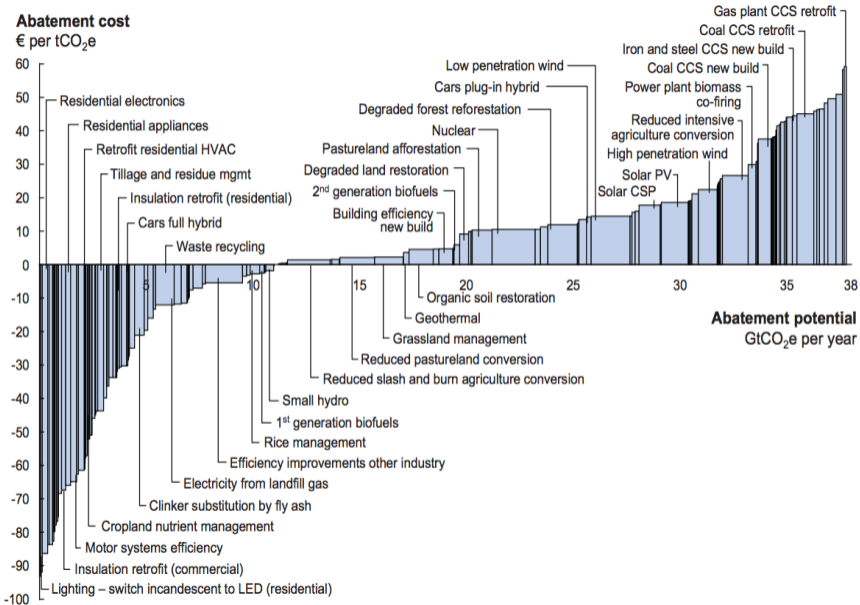 Abatement cost
€ per tCO2e
Gas plant CCS retrofit
Coal CCS retrofit
Iron and steel CCS new build
Coal CCS new build
Power plant biomass
co-firing
Reduced intensive
agriculture conversion
High penetration wind
Solar PV
Solar CSP
Low penetration wind
Cars plug-in hybrid
Degraded forest reforestation
Nuclear
Pastureland afforestation
Degraded land restoration
2nd generation biofuels
Building efficiency
new build
60
50
40
30
20
10
0
-10
-20
-30
-40
-50
-60
-70
-80
-90
-100
Residential electronics
Residential appliances
Retrofit residential HVAC
Tillage and residue mgmt
Insulation retrofit (residential)
Cars full hybrid
Waste recycling
5
10
15
20
25
30
35
38
Abatement potential
GtCO2e per year
Organic soil restoration
Geothermal
Grassland management
Reduced pastureland conversion
Reduced slash and burn agriculture conversion
Small hydro
1st generation biofuels
Rice management
Efficiency improvements other industry
Electricity from landfill gas
Clinker substitution by fly ash
Cropland nutrient management
Motor systems efficiency
Insulation retrofit (commercial)
Lighting – switch incandescent to LED (residential)